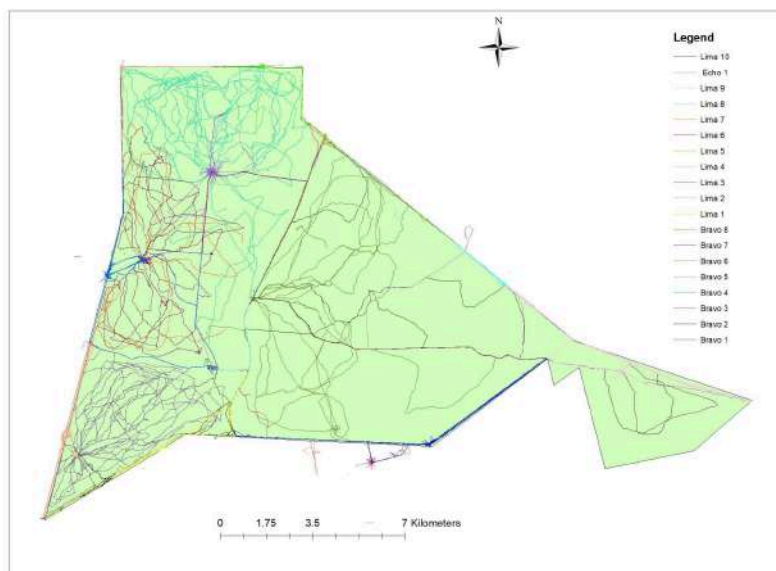 N
Legend
Lima 10
Echo 1
Lima 9
Lima 8
Lima 7
Lima 6
Lima 5
Lima 4
Lima 3
Lima 2
Lima 1
Bravo 8
Bravo 7
Bravo 6
Bravo 5
Bravo 4
Bravo 3
Bravo 2
Bravo 1
0 1.75 3.5 7 Kilometers